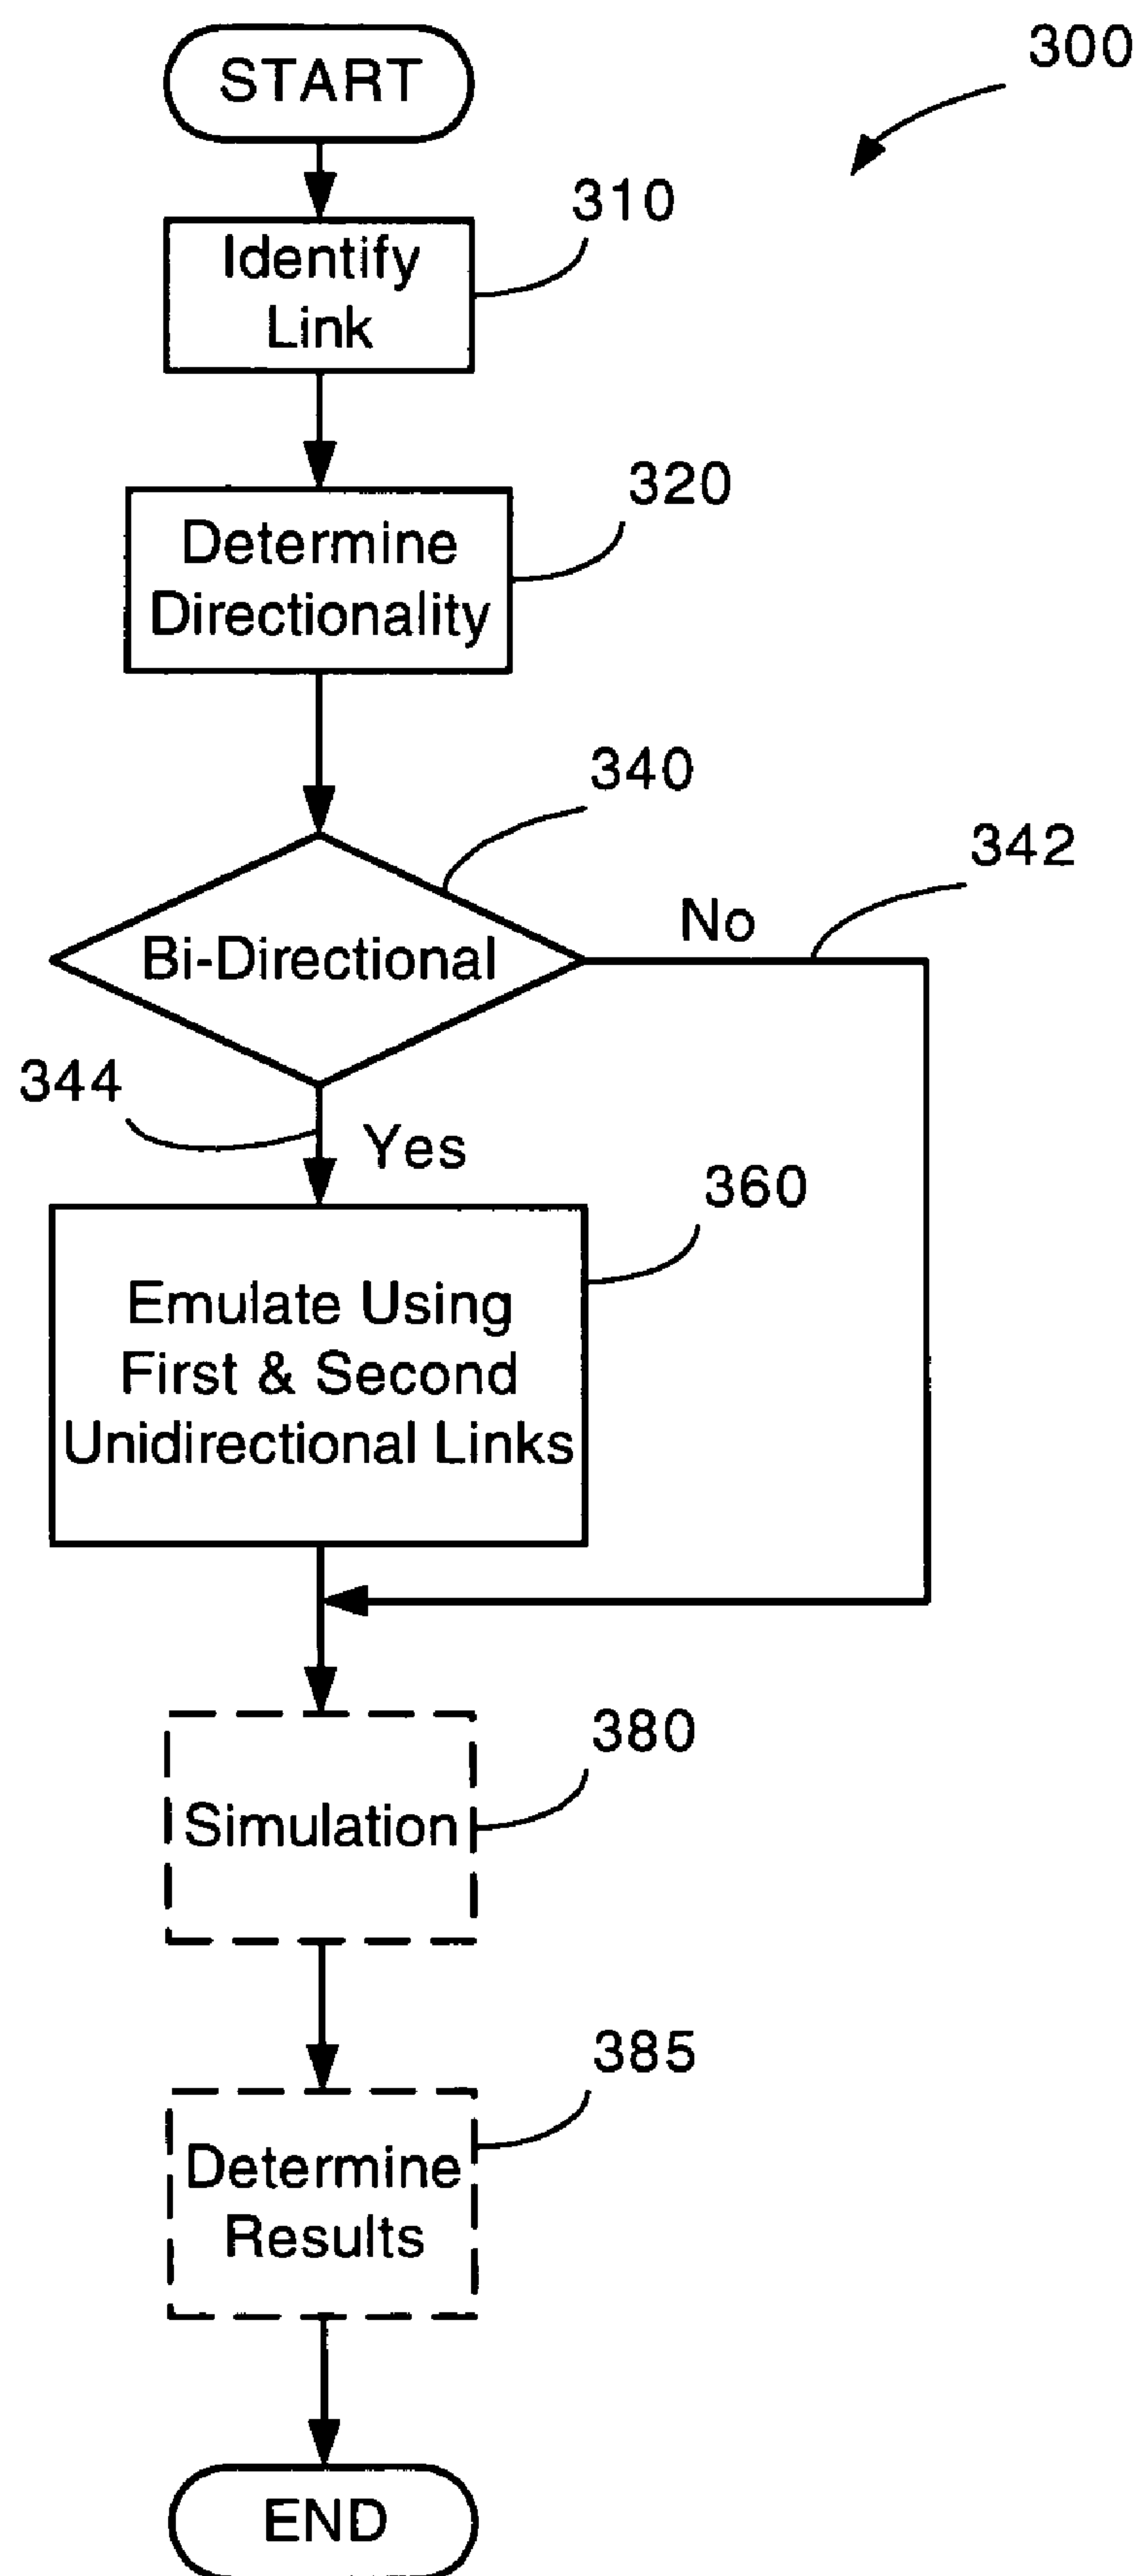 START
300
310
Identify
Link
320
Determine
Directionality
340
342
No
Bi-Directional
344
Yes
360
Emulate Using
First & Second
Unidirectional Links
380
Simulation
385
Determine
Results
END